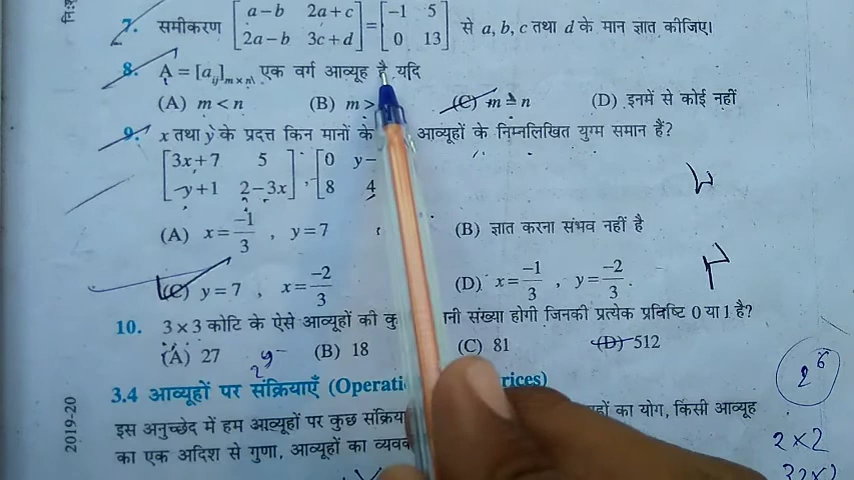 नि:शु
7. समीकरण [a-b 2a+c 2a-b 3c+d] = [-1 5 0 13] से a, b, c तथा d के मान ज्ञात कीजिए।
8. A = [a_ij]_m×n\ एक वर्ग आव्यूह है यदि
(A) m < n (B) m > (C) m = n (D) इनमें से कोई नहीं
9. x तथा y के प्रदत्त किन मानों के आव्यूहों के निम्नलिखित युग्म समान हैं?
[3x+7 5
y+1 2-3x], [0 y-
8 4
(A) x = -1/3 , y = 7 (B) ज्ञात करना संभव नहीं है
(C) y = 7 , x = -2/3 (D) x = -1/3 , y = -2/3 .
10. 3 × 3 कोटि के ऐसे आव्यूहों की कु संख्या होगी जिनकी प्रत्येक प्रविष्टि 0 या 1 है?
(A) 27 (B) 18 (C) 81 (D) 512
2^6
3.4 आव्यूहों पर संक्रियाएँ (Operati rices)
इस अनुच्छेद में हम आव्यूहों पर कुछ संक्रिया का योग, किसी आव्यूह
का एक अदिश से गुणा, आव्यूहों का
2×2
2019-20